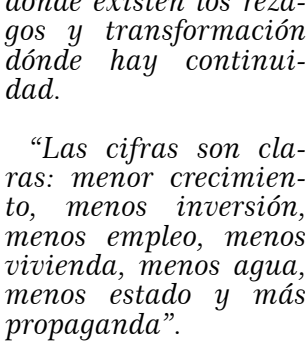 donde existen los reza-
gos y transformación
dónde hay continui-
dad.
“Las cifras son cla-
ras: menor crecimien-
to, menos inversión,
menos empleo, menos
vivienda, menos agua,
menos estado y más
propaganda”.